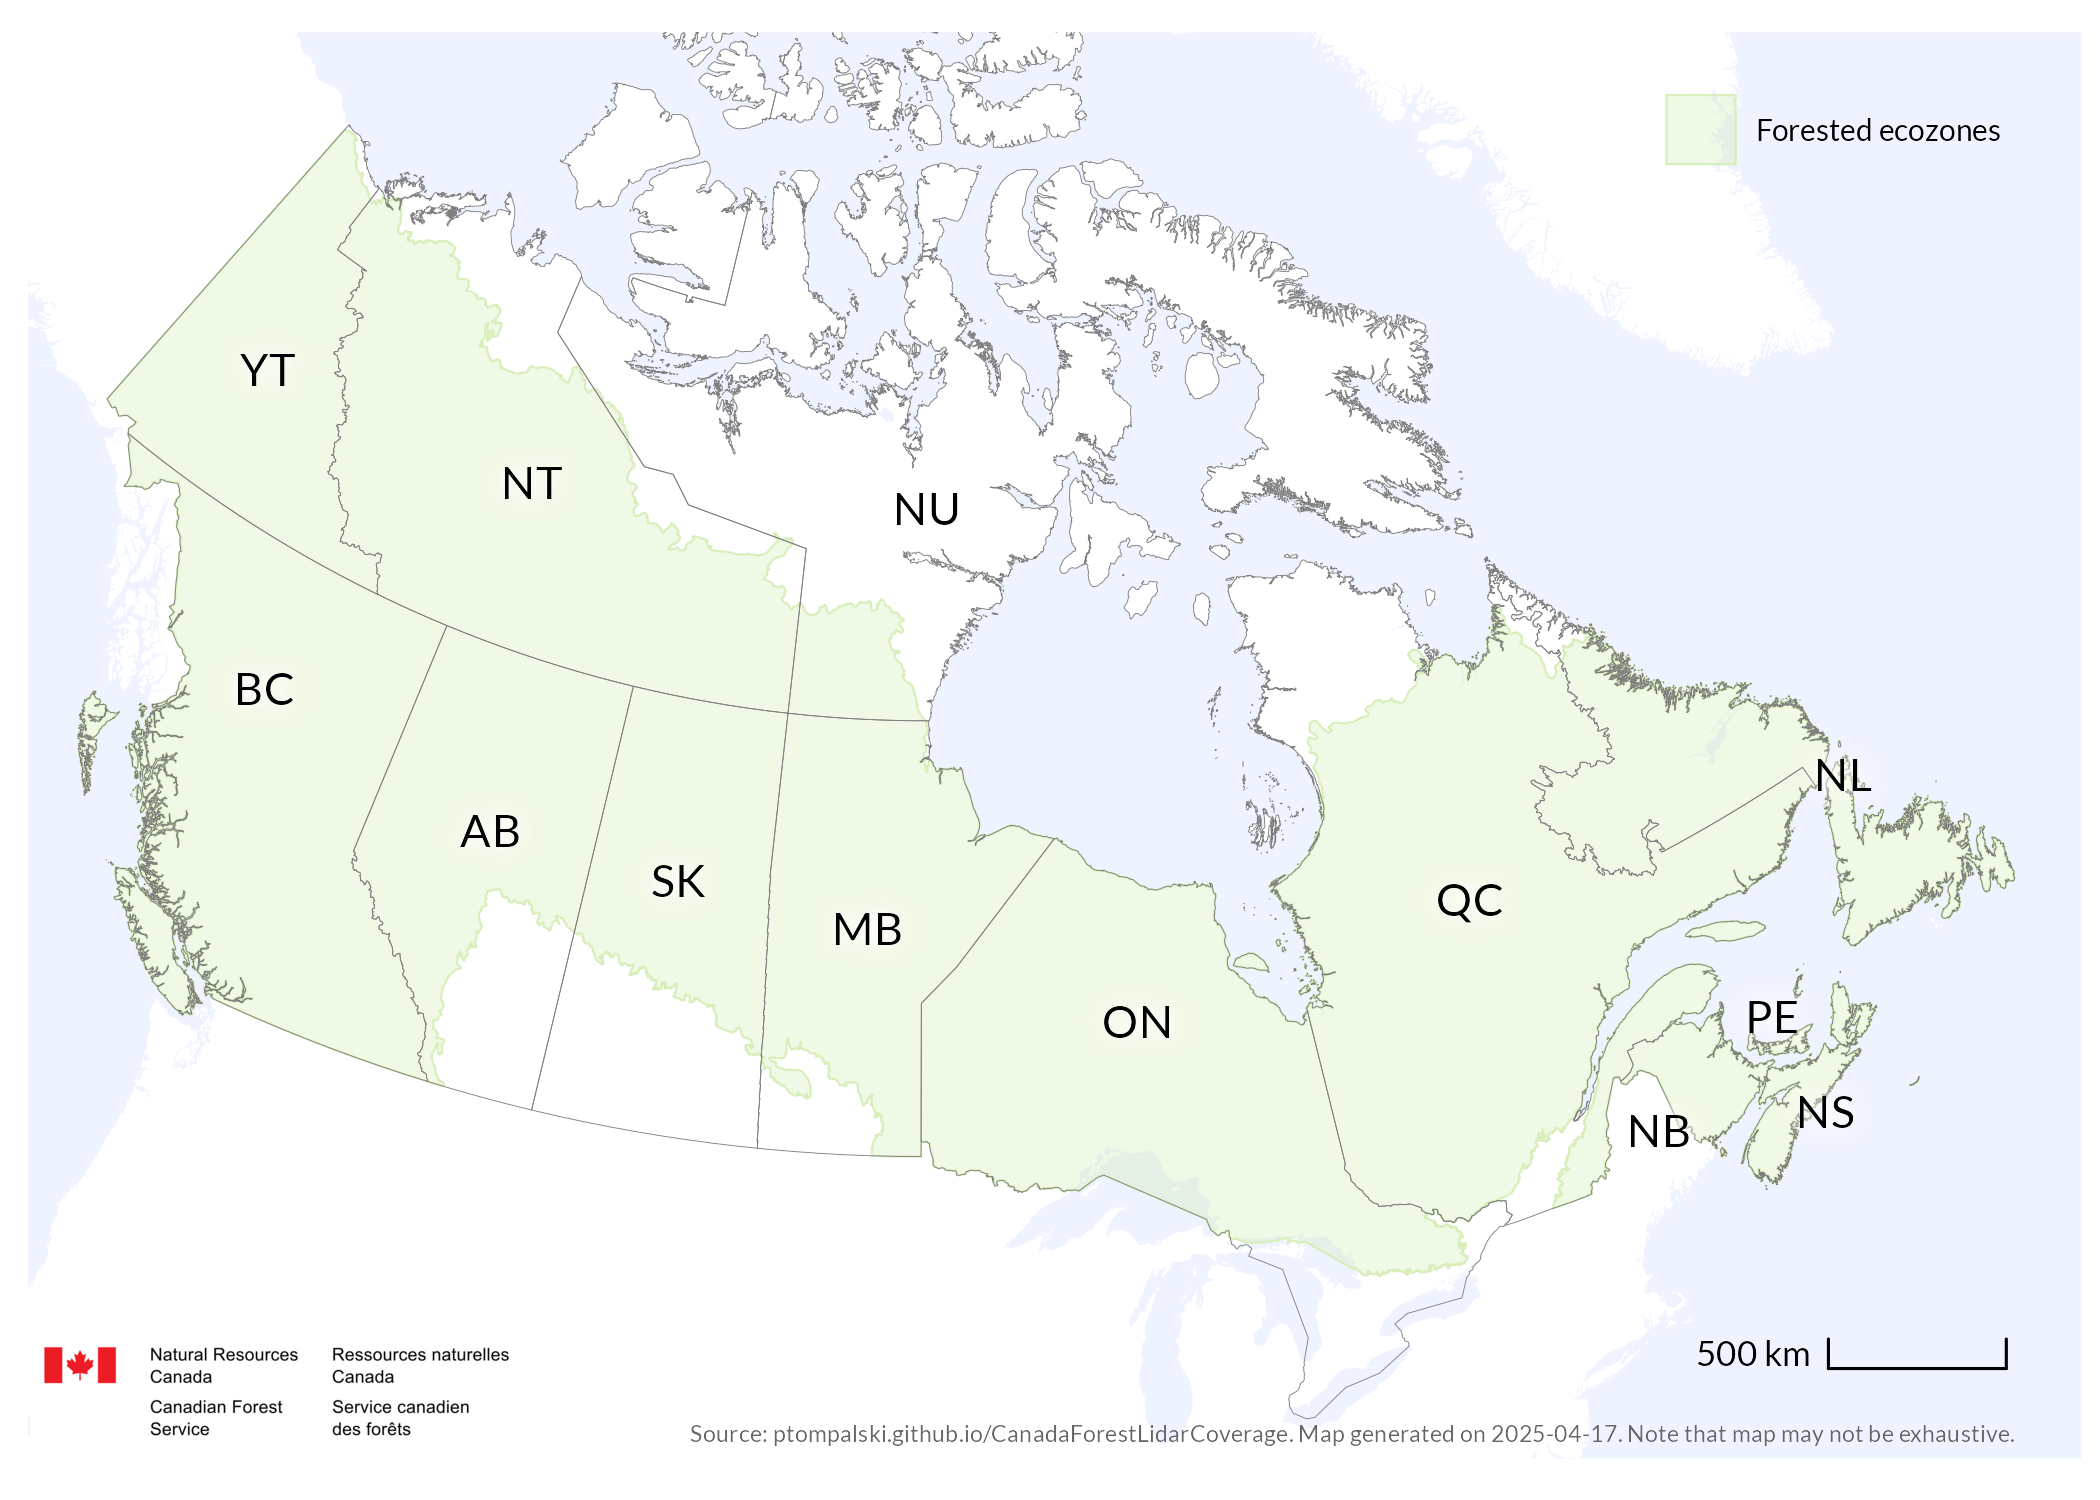 Forested ecozones
YT
NT
NU
BC
NL
AB
SK
QC
MB
PE
ON
NS
NB
500 km
Natural Resources
Canada
Canadian Forest
Service
Ressources naturelles
Canada
Service canadien
des forêts
Source: ptompalski.github.io/CanadaForestLidarCoverage. Map generated on 2025-04-17. Note that map may not be exhaustive.